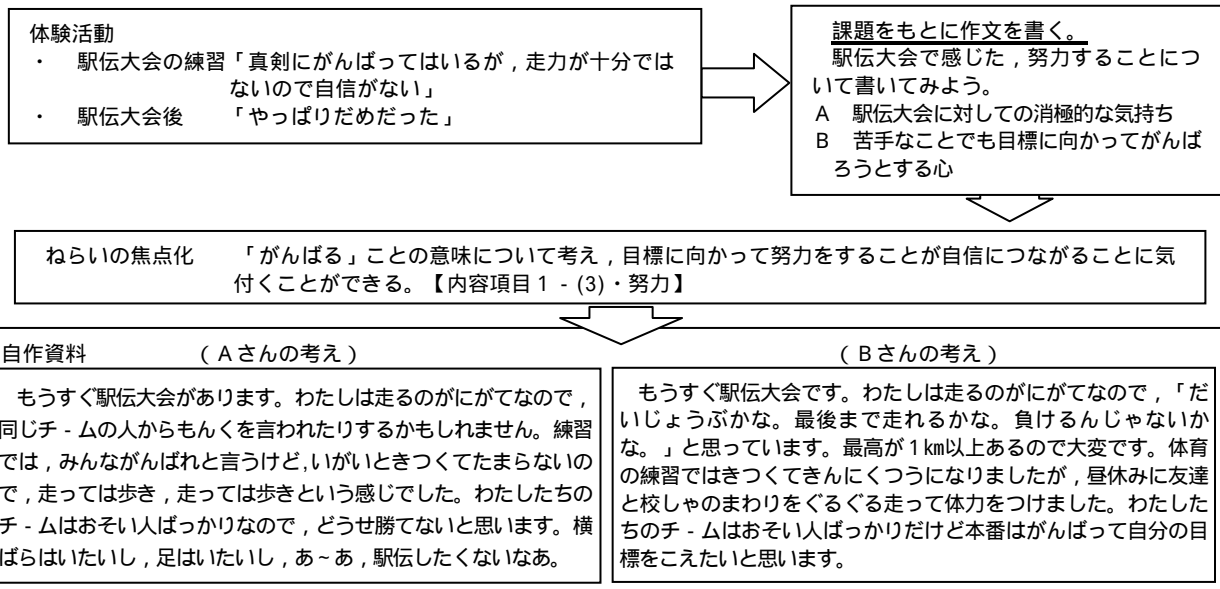 体験活動
・ 駅伝大会の練習「真剣にがんばってはいるが，走力が十分では
ないので自信がない」
・ 駅伝大会後 「やっぱりだめだった」
課題をもとに作文を書く。
駅伝大会で感じた，努力することにつ
いて書いてみよう。
A 駅伝大会に対しての消極的な気持ち
B 苦手なことでも目標に向かってがんば
ろうとする心
ねらいの焦点化 「がんばる」ことの意味について考え，目標に向かって努力をすることが自信につながることに気
付くことができる。【内容項目１‐(3)・努力】
自作資料 (Ａさんの考え)
もうすぐ駅伝大会があります。わたしは走るのがにがてなので，
同じチ‐ムの人からもんくを言われたりするかもしれません。練習
では，みんながんばれと言うけど,いがいときつくてたまらないの
で，走っては歩き，走っては歩きという感じでした。わたしたちの
チ‐ムはおそい人ばっかりなので，どうせ勝てないと思います。横
ばらはいたいし，足はいたいし，あ～あ，駅伝したくないなあ。
(Ｂさんの考え)
もうすぐ駅伝大会です。わたしは走るのがにがてなので，「だ
いじょうぶかな。最後まで走れるかな。負けるんじゃないか
な。」と思っています。最高が１㎞以上あるので大変です。体育
の練習ではきつくてきんにくつうになりましたが，昼休みに友達
と校しゃのまわりをぐるぐる走って体力をつけました。わたした
ちのチ‐ムはおそい人ばっかりだけど本番はがんばって自分の目
標をこえたいと思います。